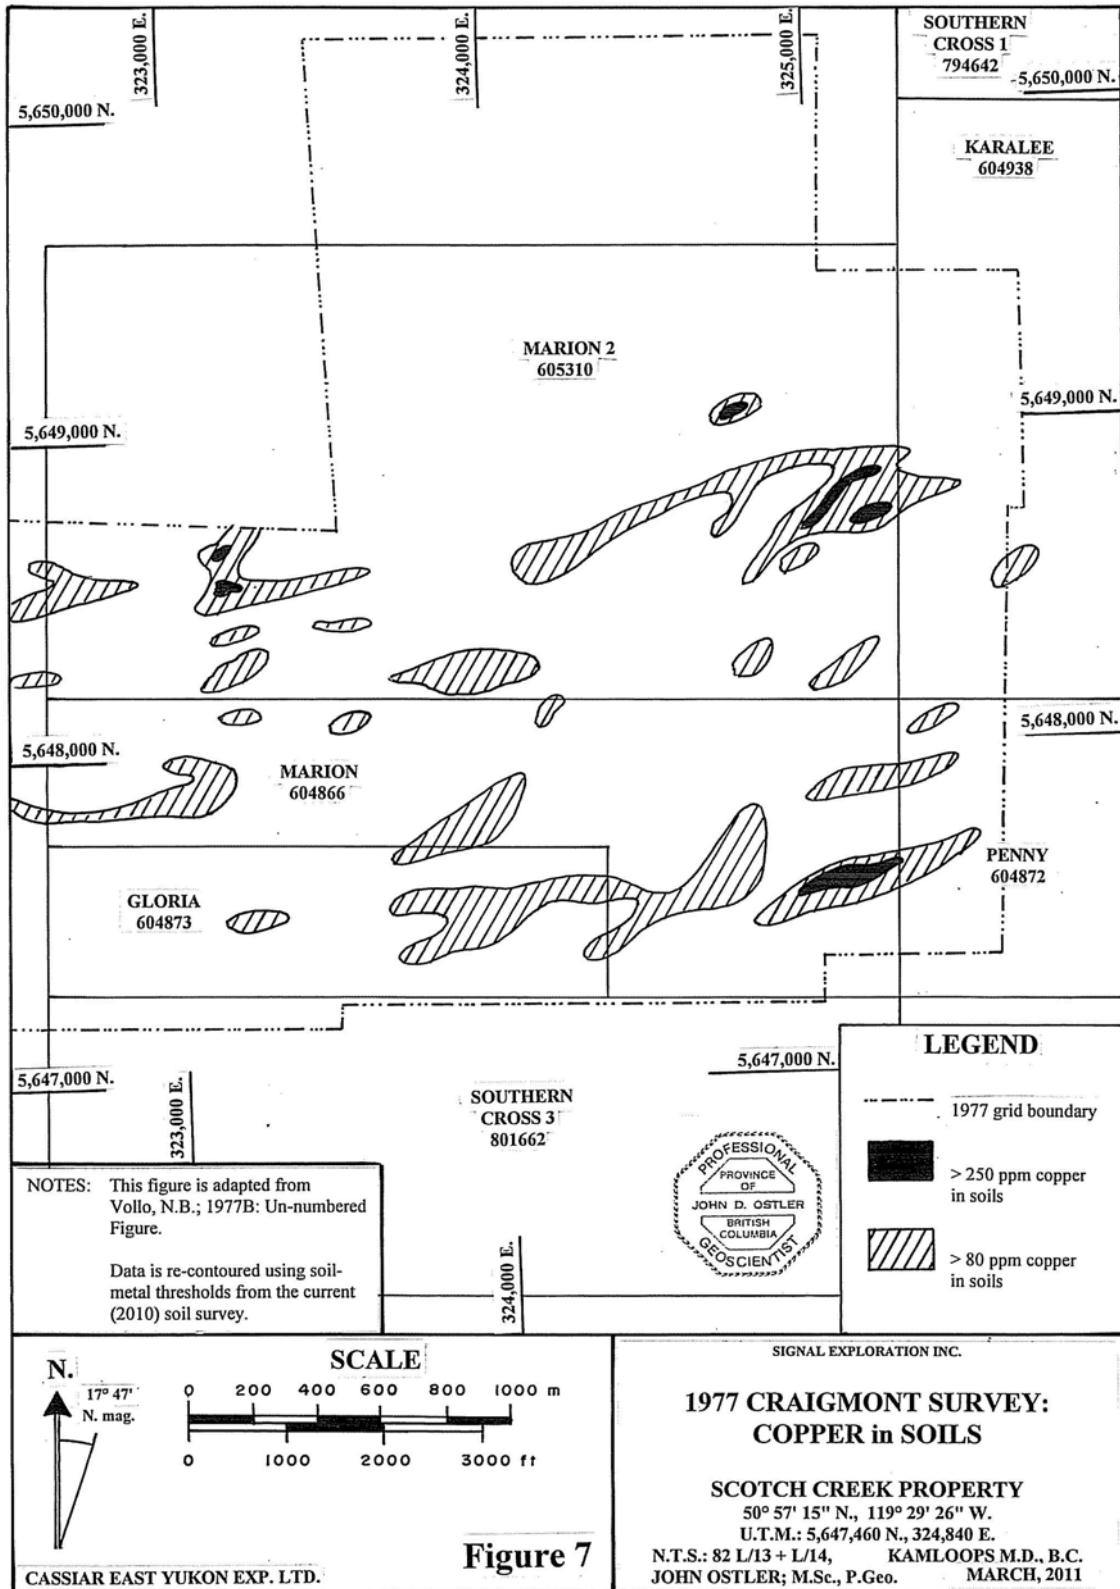 323,000 E.
324,000 E.
325,000 E.
SOUTHERN
CROSS 1
794642
5,650,000 N.
5,650,000 N.
KARALEE
604938
MARION 2
605310
5,649,000 N.
5,649,000 N.
5,648,000 N.
5,648,000 N.
MARION
604866
PENNY
604872
GLORIA
604873
5,647,000 N.
5,647,000 N.
323,000 E.
SOUTHERN
CROSS 3
801662
324,000 E.
PROFESSIONAL
PROVINCE
OF
JOHN D. OSTLER
BRITISH
COLUMBIA
GEOSCIENTIST
LEGEND
1977 grid boundary
> 250 ppm copper
in soils
> 80 ppm copper
in soils
NOTES: This figure is adapted from
Vollo, N.B.; 1977B: Un-numbered
Figure.
Data is re-contoured using soil-
metal thresholds from the current
(2010) soil survey.
N.
17° 47'
N. mag.
SCALE
0 200 400 600 800 1000 m
0 1000 2000 3000 ft
CASSIAR EAST YUKON EXP. LTD.
Figure 7
SIGNAL EXPLORATION INC.
1977 CRAIGMONT SURVEY:
COPPER in SOILS
SCOTCH CREEK PROPERTY
50° 57' 15" N., 119° 29' 26" W.
U.T.M.: 5,647,460 N., 324,840 E.
N.T.S.: 82 L/13 + L/14, KAMLOOPS M.D., B.C.
JOHN OSTLER; M.Sc., P.Geo. MARCH, 2011